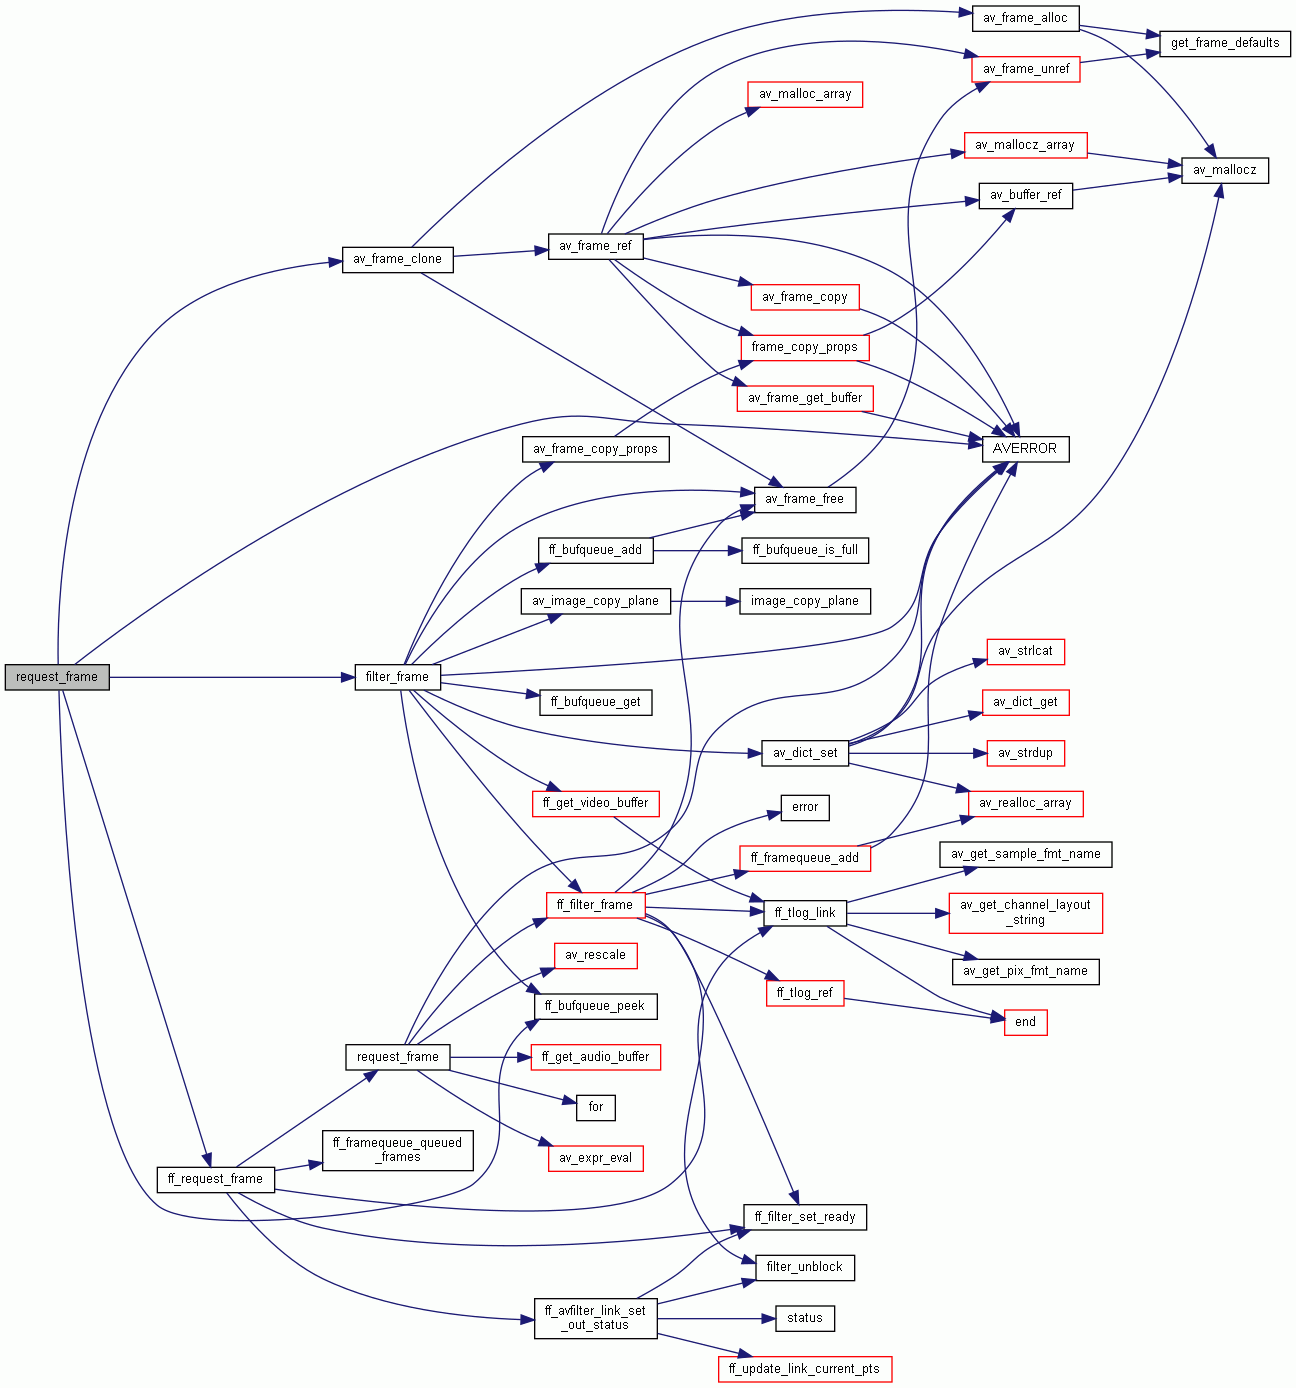 av_frame_alloc
get_frame_defaults
av_frame_unref
av_malloc_array
av_mallocz_array
av_mallocz
av_buffer_ref
av_frame_ref
av_frame_clone
av_frame_copy
frame_copy_props
av_frame_get_buffer
av_frame_copy_props
AVERROR
av_frame_free
ff_bufqueue_add
ff_bufqueue_is_full
av_image_copy_plane
image_copy_plane
av_strlcat
request_frame
filter_frame
ff_bufqueue_get
av_dict_get
av_dict_set
av_strdup
ff_get_video_buffer
error
av_realloc_array
ff_framequeue_add
av_get_sample_fmt_name
ff_filter_frame
ff_tlog_link
av_get_channel_layout
_string
av_rescale
av_get_pix_fmt_name
ff_tlog_ref
ff_bufqueue_peek
end
request_frame
ff_get_audio_buffer
for
ff_framequeue_queued
_frames
av_expr_eval
ff_request_frame
ff_filter_set_ready
filter_unblock
ff_avfilter_link_set
_out_status
status
ff_update_link_current_pts